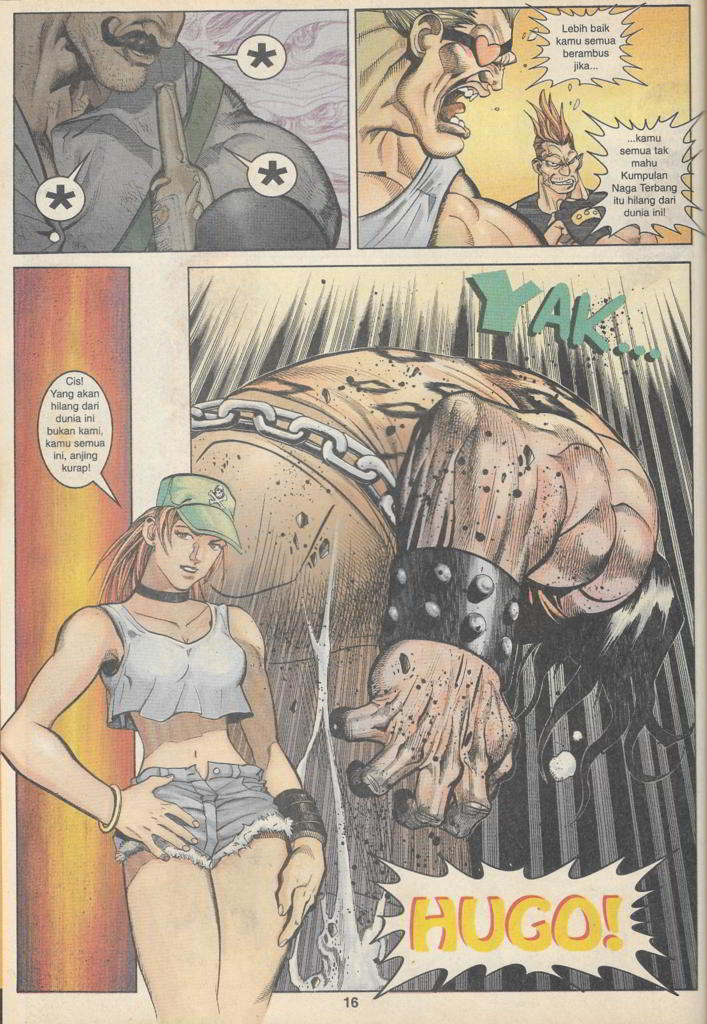 *
*
*
Lebih baik
kamu semua
berambus
jika...
...kamu
semua tak
mahu
Kumpulan
Naga Terbang
itu hilang dari
dunia ini!
YAK...
Cis!
Yang akan
hilang dari
dunia ini
bukan kami,
kamu semua
ini, anjing
kurap!
HUGO!
16